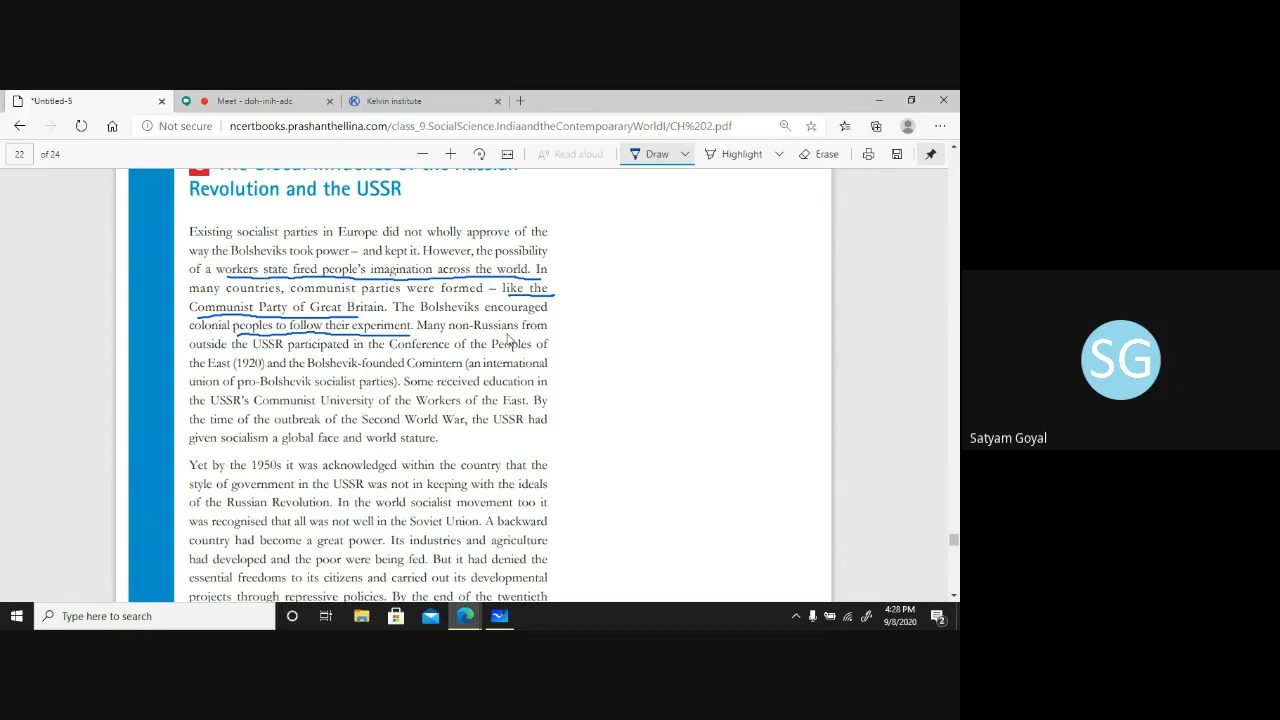 *Untitled-5
Meet - doh-inih-adc
Kelvin institute
Not secure
ncertbooks.prashanthellina.com/class_9.SocialScience.IndiaandtheContempoararyWorldI/CH%202.pdf
22 of 24
Read aloud
Draw
Highlight
Erase
Revolution and the USSR
Existing socialist parties in Europe did not wholly approve of the
way the Bolsheviks took power – and kept it. However, the possibility
of a workers state fired people's imagination across the world. In
many countries, communist parties were formed – like the
Communist Party of Great Britain. The Bolsheviks encouraged
colonial peoples to follow their experiment. Many non-Russians from
outside the USSR participated in the Conference of the Peoples of
the East (1920) and the Bolshevik-founded Comintern (an international
union of pro-Bolshevik socialist parties). Some received education in
the USSR's Communist University of the Workers of the East. By
the time of the outbreak of the Second World War, the USSR had
given socialism a global face and world stature.
Yet by the 1950s it was acknowledged within the country that the
style of government in the USSR was not in keeping with the ideals
of the Russian Revolution. In the world socialist movement too it
was recognised that all was not well in the Soviet Union. A backward
country had become a great power. Its industries and agriculture
had developed and the poor were being fed. But it had denied the
essential freedoms to its citizens and carried out its developmental
projects through repressive policies. By the end of the twentieth
SG
Satyam Goyal
Type here to search
4:28 PM
9/8/2020
2